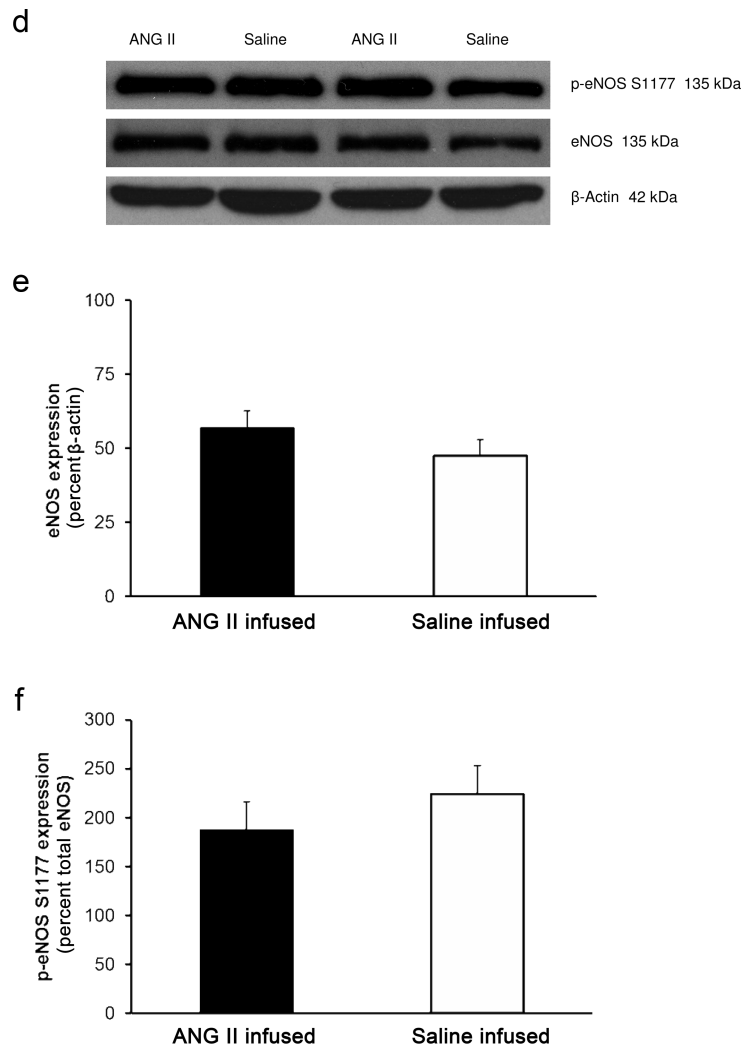 d
ANG II Saline ANG II Saline
p-eNOS S1177 135 kDa
eNOS 135 kDa
β-Actin 42 kDa
e
100
75
50
25
0
eNOS expression
(percentβ-actin)
ANG II infused Saline infused
f
300
250
200
150
100
50
0
p-eNOS S1177 expression
(percent total eNOS)
ANG II infused Saline infused